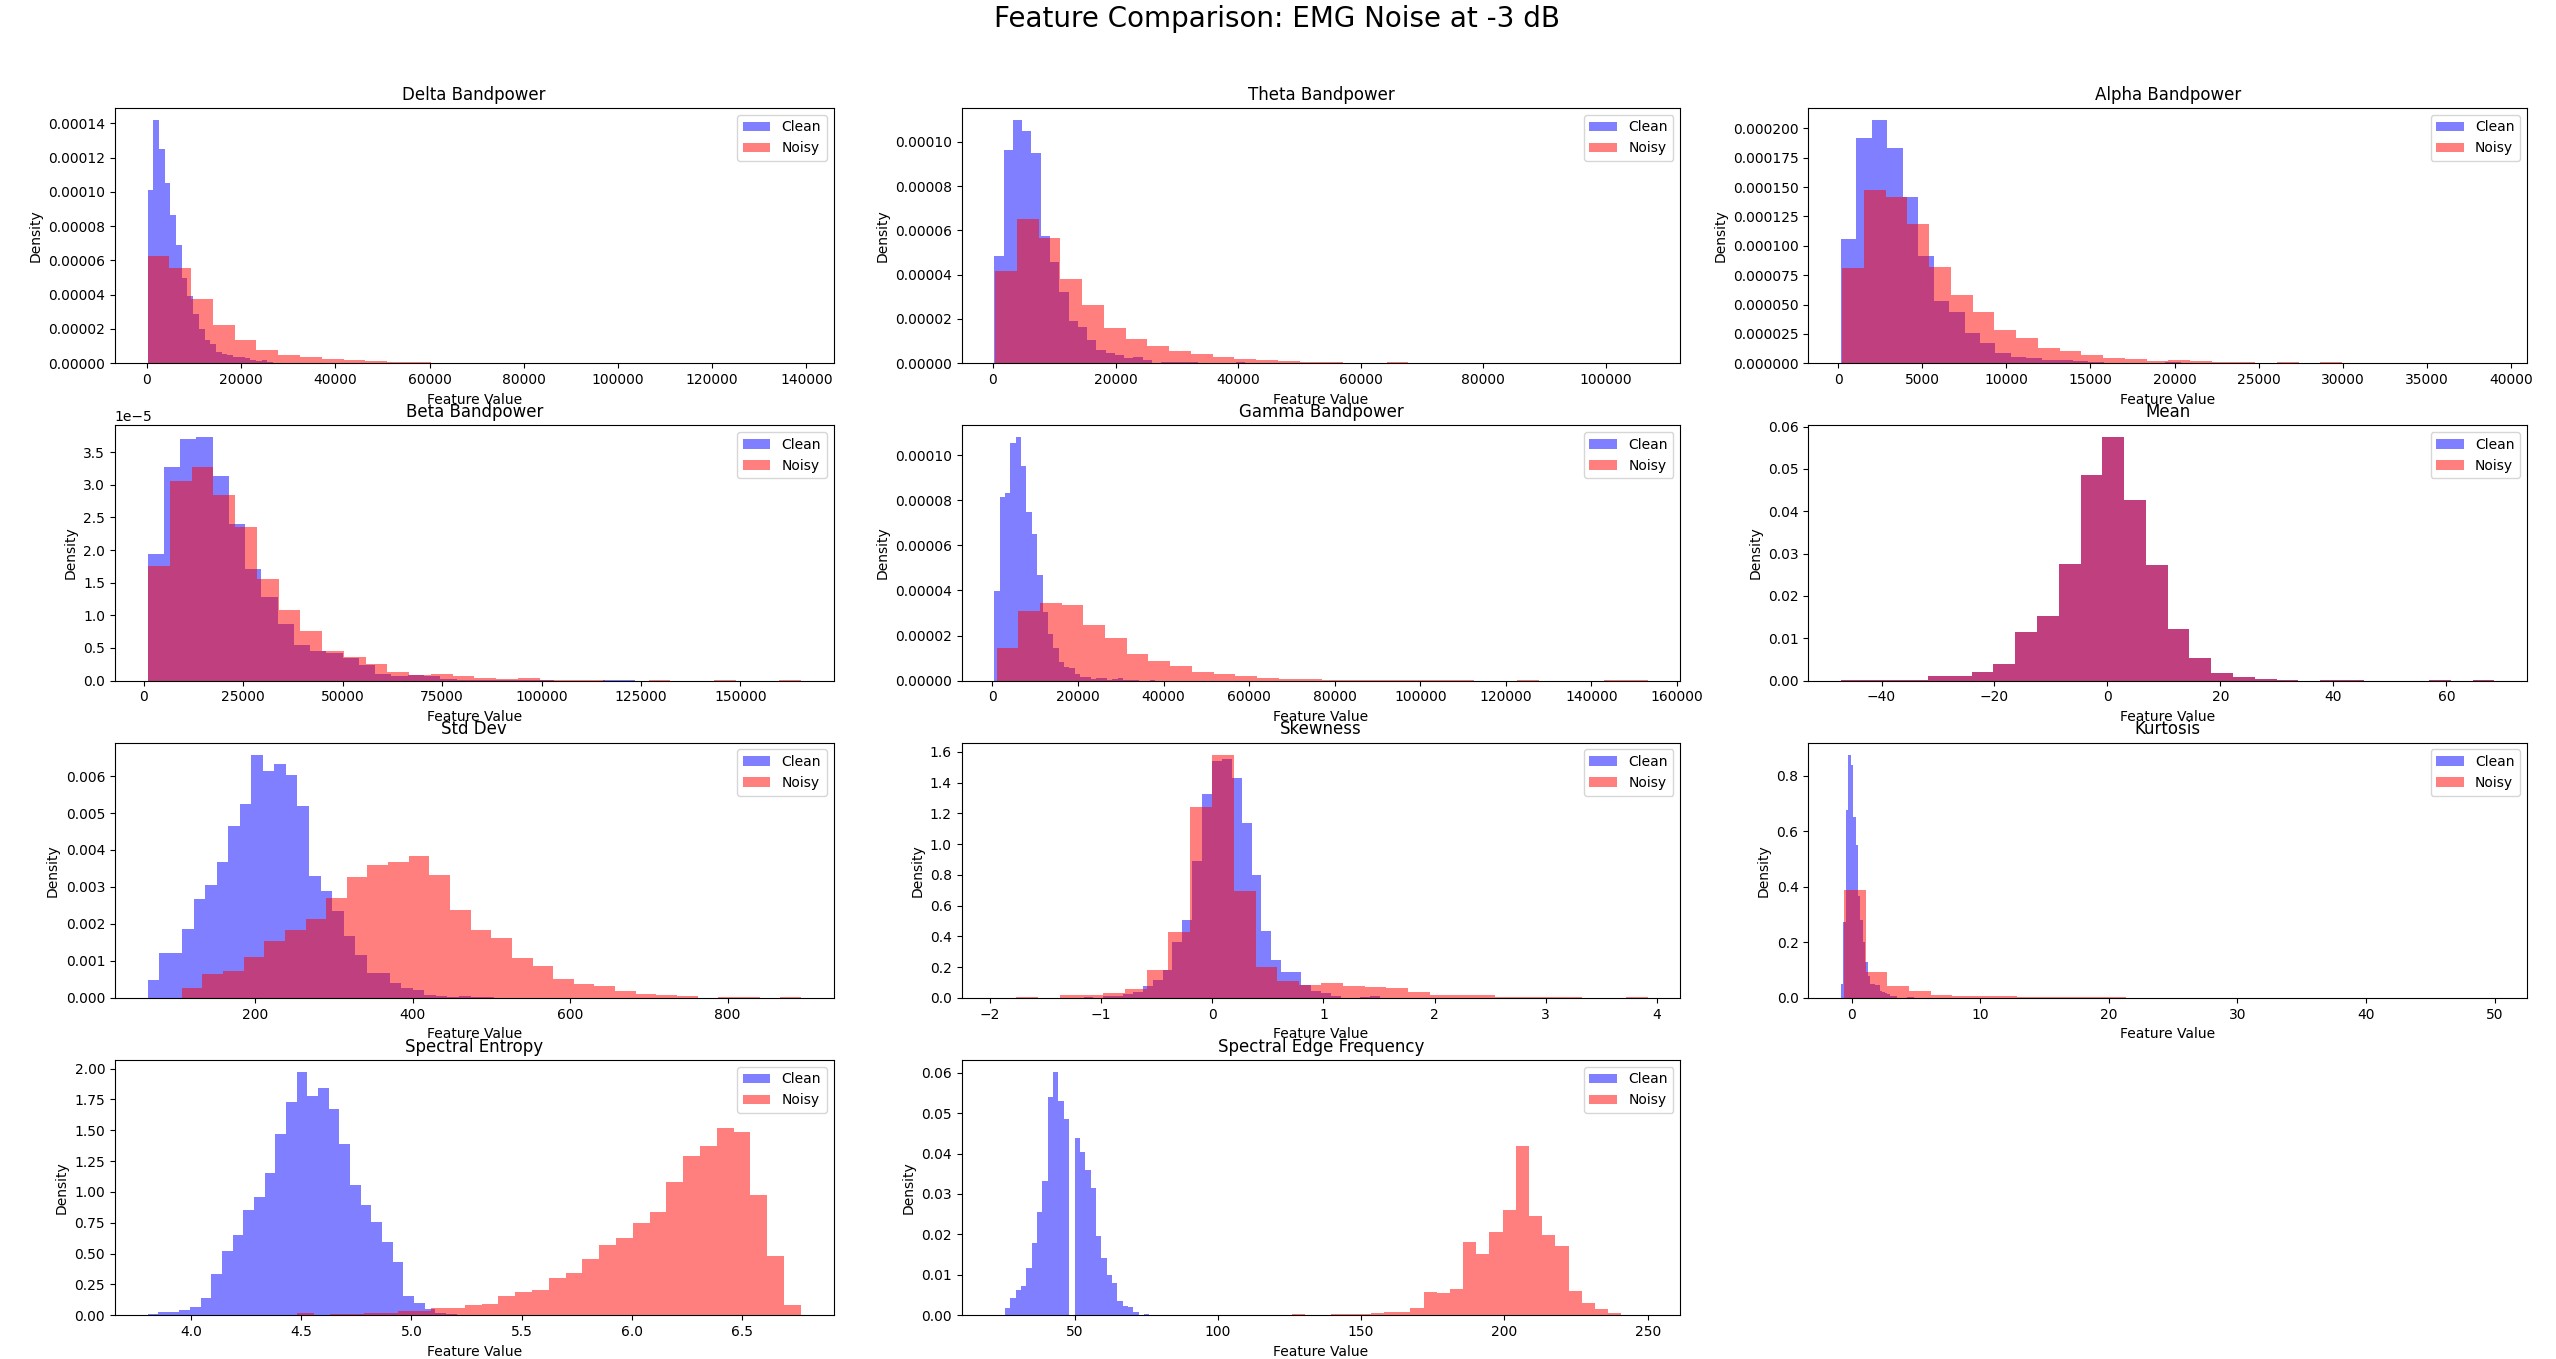 Feature Comparison: EMG Noise at -3 dB
Delta Bandpower
Density
0.00014
0.00012
0.00010
0.00008
0.00006
0.00004
0.00002
0.00000
0 20000 40000 60000 80000 100000 120000 140000
Feature Value
Clean
Noisy
Theta Bandpower
Density
0.00010
0.00008
0.00006
0.00004
0.00002
0.00000
0 20000 40000 60000 80000 100000
Feature Value
Clean
Noisy
Alpha Bandpower
Density
0.000200
0.000175
0.000150
0.000125
0.000100
0.000075
0.000050
0.000025
0.000000
0 5000 10000 15000 20000 25000 30000 35000 40000
Feature Value
Clean
Noisy
Beta Bandpower
1e−5
Density
3.5
3.0
2.5
2.0
1.5
1.0
0.5
0.0
0 25000 50000 75000 100000 125000 150000
Feature Value
Clean
Noisy
Gamma Bandpower
Density
0.00010
0.00008
0.00006
0.00004
0.00002
0.00000
0 20000 40000 60000 80000 100000 120000 140000 160000
Feature Value
Clean
Noisy
Mean
Density
0.06
0.05
0.04
0.03
0.02
0.01
0.00
−40 −20 0 20 40 60
Feature Value
Clean
Noisy
Std Dev
Density
0.006
0.005
0.004
0.003
0.002
0.001
0.000
200 400 600 800
Feature Value
Clean
Noisy
Skewness
Density
1.6
1.4
1.2
1.0
0.8
0.6
0.4
0.2
0.0
−2 −1 0 1 2 3 4
Feature Value
Clean
Noisy
Kurtosis
Density
0.8
0.6
0.4
0.2
0.0
0 10 20 30 40 50
Feature Value
Clean
Noisy
Spectral Entropy
Density
2.00
1.75
1.50
1.25
1.00
0.75
0.50
0.25
0.00
4.0 4.5 5.0 5.5 6.0 6.5
Feature Value
Clean
Noisy
Spectral Edge Frequency
Density
0.06
0.05
0.04
0.03
0.02
0.01
0.00
50 100 150 200 250
Feature Value
Clean
Noisy